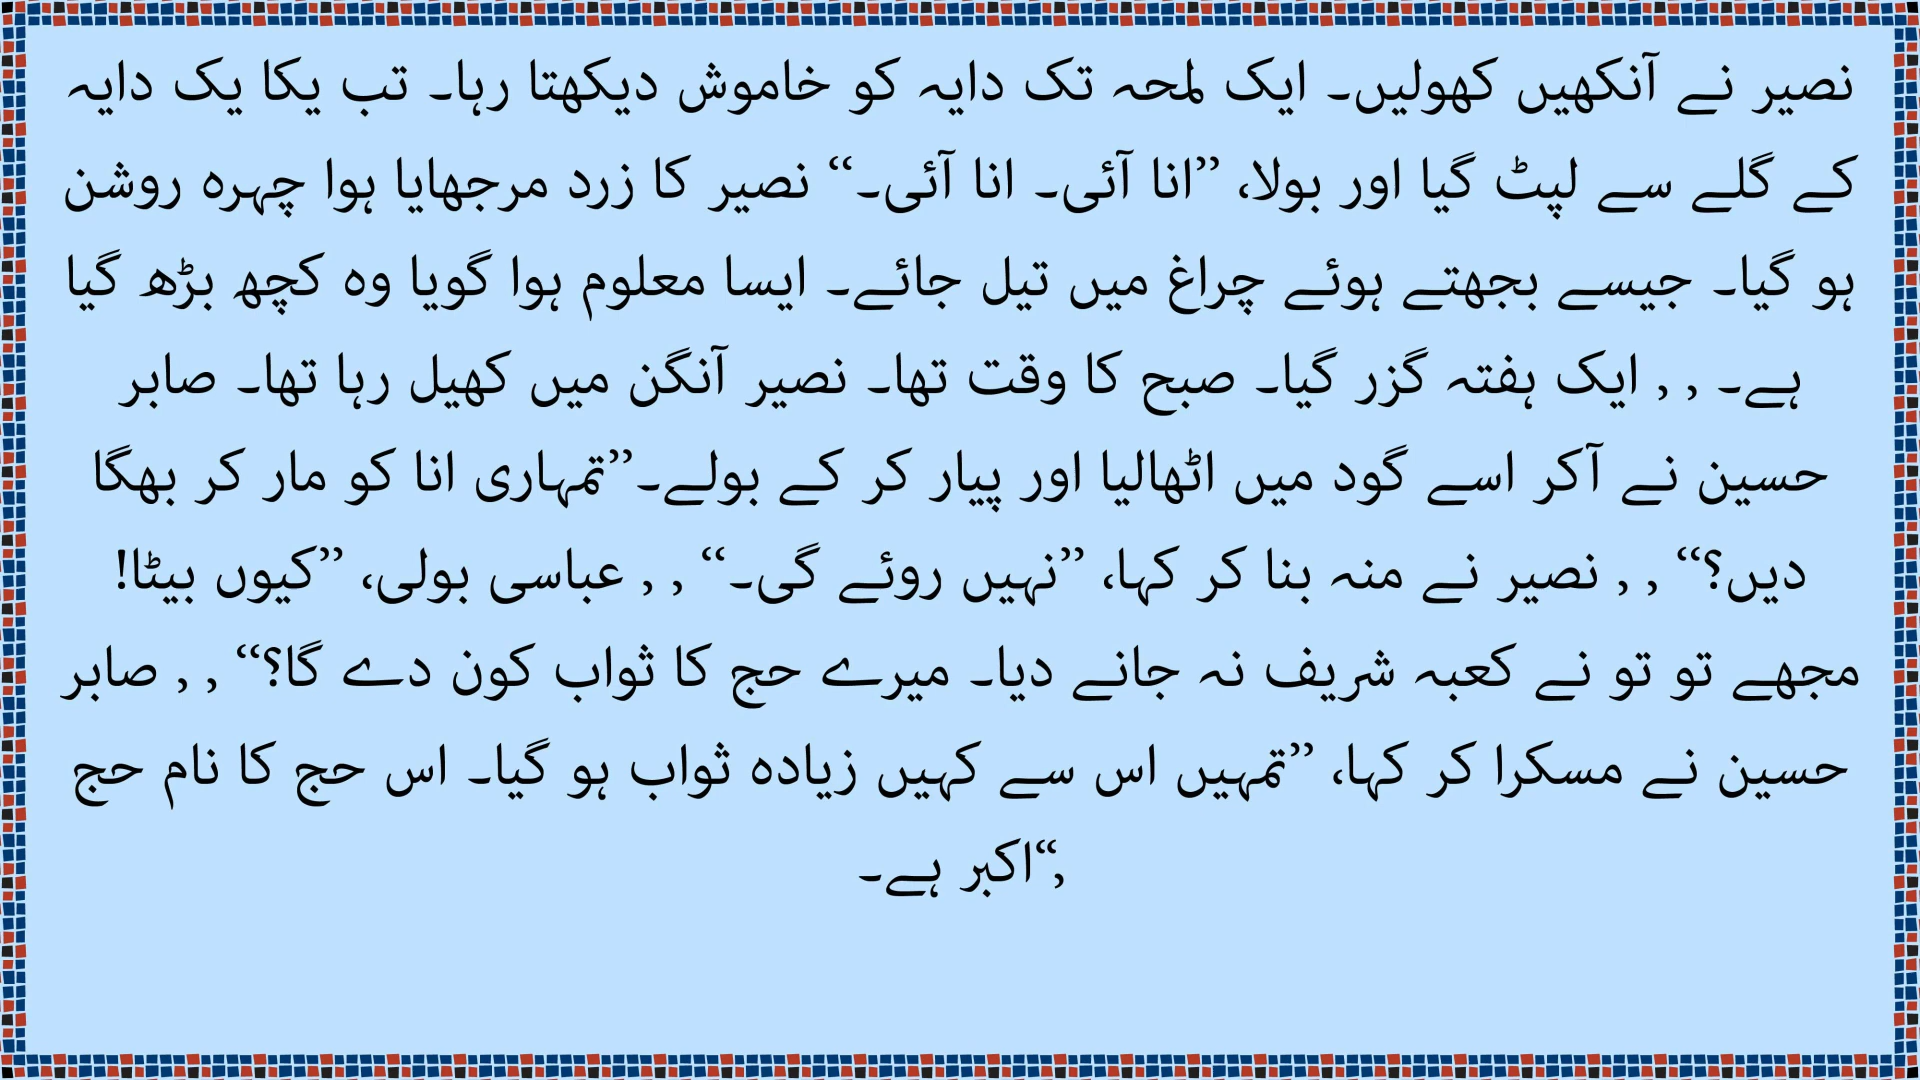 نصیر نے آنکھیں کھولیں۔ ایک لمحہ تک دایہ کو خاموش دیکھتا رہا۔ تب یکا یک دایہ
کے گلے سے لپٹ گیا اور بولا، ’’انا آئی۔ انا آئی۔‘‘ نصیر کا زرد مرجھایا ہوا چہرہ روشن
ہو گیا۔ جیسے بجھتے ہوئے چراغ میں تیل جائے۔ ایسا معلوم ہوا گویا وہ کچھ بڑھ گیا
ہے۔ , , ایک ہفتہ گزر گیا۔ صبح کا وقت تھا۔ نصیر آنگن میں کھیل رہا تھا۔ صابر
حسین نے آکر اسے گود میں اٹھالیا اور پیار کر کے بولے۔’’تمہاری انا کو مار کر بھگا
دیں؟‘‘ , , نصیر نے منہ بنا کر کہا، ’’نہیں روئے گی۔‘‘ , , عباسی بولی، ’’کیوں بیٹا!
مجھے تو تو نے کعبہ شریف نہ جانے دیا۔ میرے حج کا ثواب کون دے گا؟‘‘ , , صابر
حسین نے مسکرا کر کہا، ’’تمہیں اس سے کہیں زیادہ ثواب ہو گیا۔ اس حج کا نام حج
,‘‘اکبر ہے۔